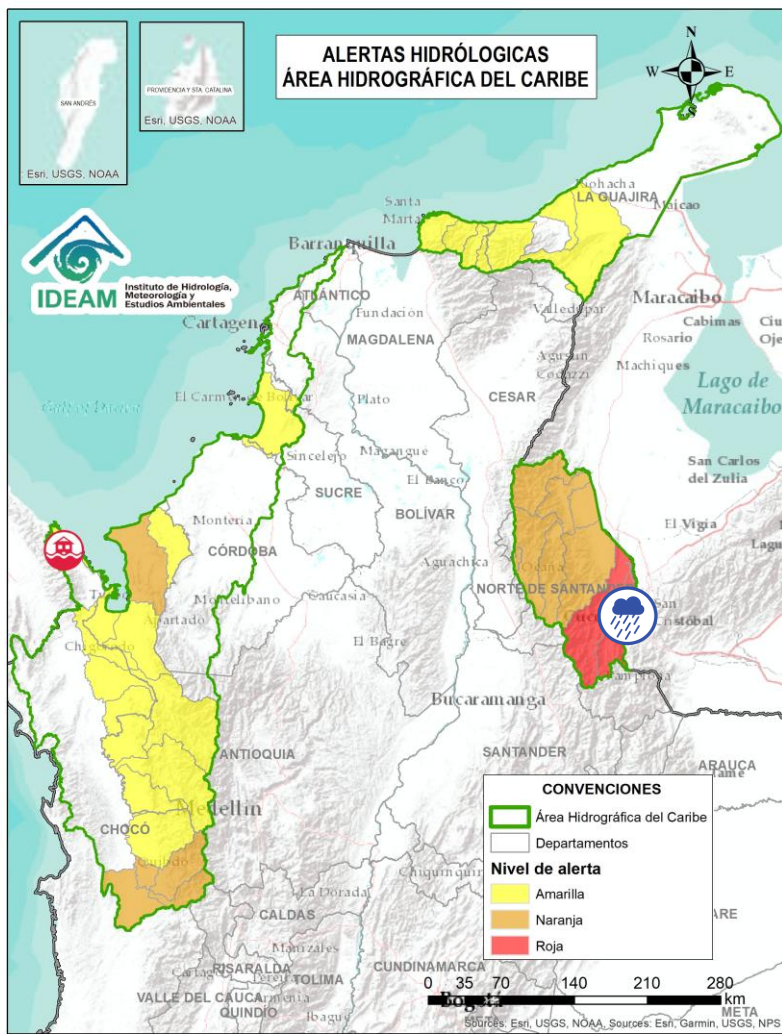 ALERTAS HIDRÓLOGICAS
ÁREA HIDROGRÁFICA DEL CARIBE
N
W
E
S
SAN ANDRÉS
Esri, USGS, NOAA
PROVIDENCIA Y STA. CATALINA
Esri, USGS, NOAA
IDEAM
Instituto de Hidrología,
Meteorología y
Estudios Ambientales
LA GUAJIRA
Maicao
Santa
Marta
Barranquilla
ATLÁNTICO
Maracaibo
Valledupar
Fundación
Cabimas
MAGDALENA
Rosario
Machiques
Agustín
Codazzi
Lago de
Maracaibo
CESAR
El Carmen de Bolívar
Plato
Sincelejo
Magangue
San Carlos
del Zulia
El Banco
SUCRE
BOLÍVAR
Montería
El Vigia
CÓRDOBA
Aguachica
Ocaña
NORTE DE SANTANDER
Montelibano
Caucasia
San
Cristóbal
Apartado
El Bagre
Bucaramanga
ANTIOQUIA
SANTANDER
ARAUCA
Medellín
CHOCÓ
Quibdó
La Dorada
CALDAS
Manizales
RISARALDA
TOLIMA
CUNDINAMARCA
VALLE DEL CAUCA
Armenia
QUINDÍO
Ibague
Bogotá
META
META
CONVENCIONES
Área Hidrográfica del Caribe
Departamentos
Nivel de alerta
Amarilla
Naranja
Roja
0 35 70 140 210 280
km
Sources: Esri, USGS, NOAA, Sources: Esri, Garmin, USGS, NPS